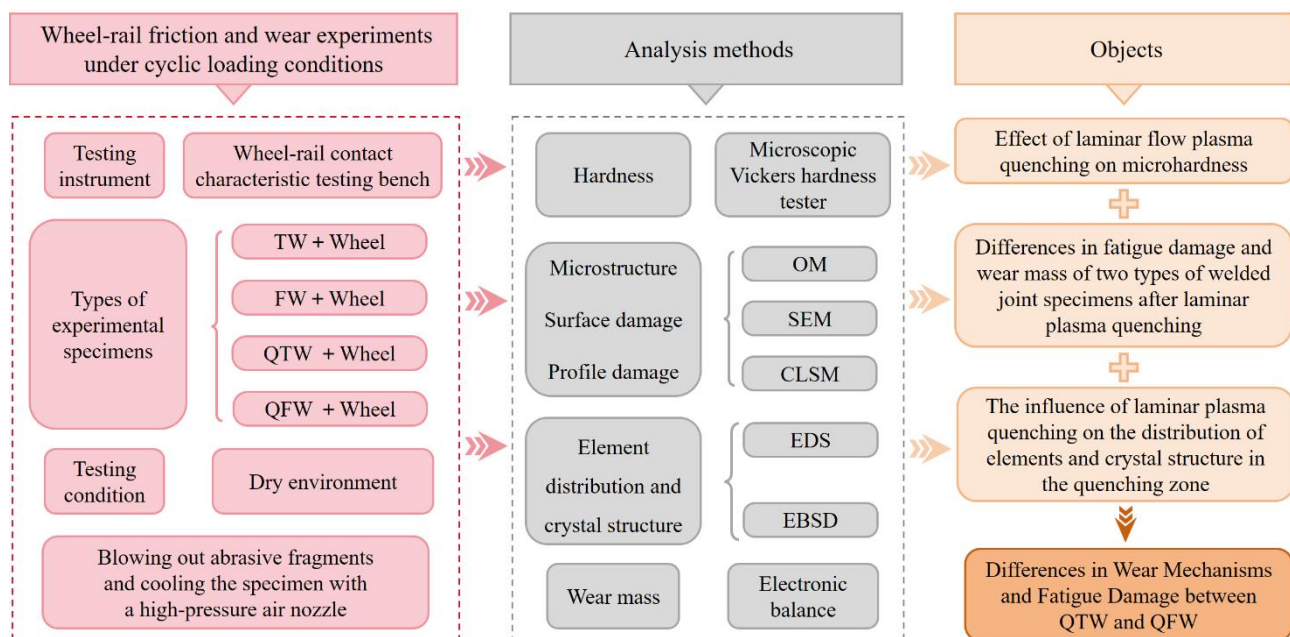 Wheel-rail friction and wear experiments
under cyclic loading conditions
Testing
instrument
Wheel-rail contact
characteristic testing bench
Types of
experimental
specimens
TW + Wheel
FW + Wheel
QTW + Wheel
QFW + Wheel
Testing
condition
Dry environment
Blowing out abrasive fragments
and cooling the specimen with
a high-pressure air nozzle
Analysis methods
Hardness
Microscopic
Vickers hardness
tester
Microstructure
Surface damage
Profile damage
OM
SEM
CLSM
Element
distribution and
crystal structure
EDS
EBSD
Wear mass
Electronic
balance
Objects
Effect of laminar flow plasma
quenching on microhardness
Differences in fatigue damage and
wear mass of two types of welded
joint specimens after laminar
plasma quenching
The influence of laminar plasma
quenching on the distribution of
elements and crystal structure in
the quenching zone
Differences in Wear Mechanisms
and Fatigue Damage between
QTW and QFW